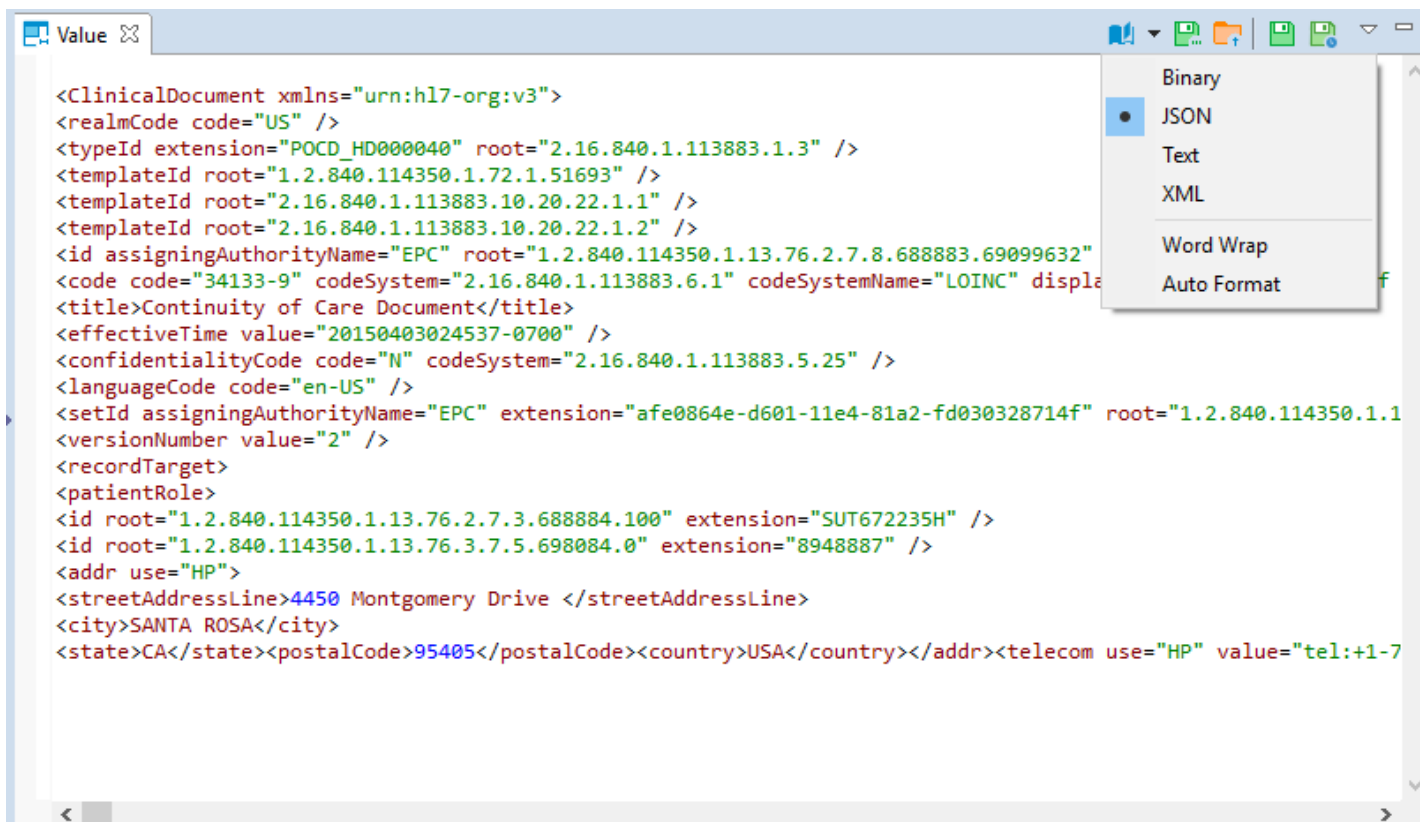 Value
<ClinicalDocument xmlns="urn:hl7-org:v3">
<realmCode code="US" />
<typeId extension="POCD_HD000040" root="2.16.840.1.113883.1.3" />
<templateId root="1.2.840.114350.1.72.1.51693" />
<templateId root="2.16.840.1.113883.10.20.22.1.1" />
<templateId root="2.16.840.1.113883.10.20.22.1.2" />
<id assigningAuthorityName="EPC" root="1.2.840.114350.1.13.76.2.7.8.688883.69099632"
<code code="34133-9" codeSystem="2.16.840.1.113883.6.1" codeSystemName="LOINC" displa f
<title>Continuity of Care Document</title>
<effectiveTime value="20150403024537-0700" />
<confidentialityCode code="N" codeSystem="2.16.840.1.113883.5.25" />
<languageCode code="en-US" />
<setId assigningAuthorityName="EPC" extension="afe0864e-d601-11e4-81a2-fd030328714f" root="1.2.840.114350.1.1
<versionNumber value="2" />
<recordTarget>
<patientRole>
<id root="1.2.840.114350.1.13.76.2.7.3.688884.100" extension="SUT672235H" />
<id root="1.2.840.114350.1.13.76.3.7.5.698084.0" extension="8948887" />
<addr use="HP">
<streetAddressLine>4450 Montgomery Drive </streetAddressLine>
<city>SANTA ROSA</city>
<state>CA</state><postalCode>95405</postalCode><country>USA</country></addr><telecom use="HP" value="tel:+1-7
Binary
JSON
Text
XML
Word Wrap
Auto Format